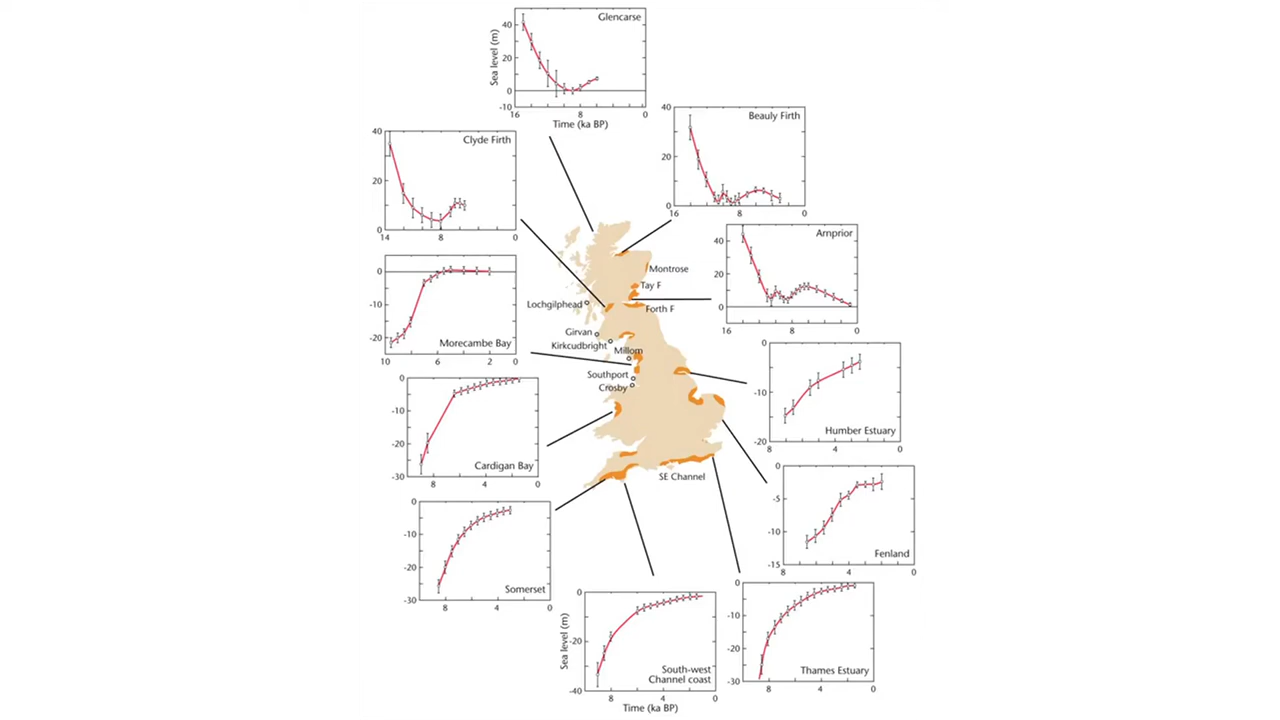 Glencarse
Sea level (m)
40
20
0
-10
16
8
0
Time (ka BP)
Beauly Firth
40
20
0
16
8
0
Clyde Firth
40
20
0
14
8
0
Arnprior
40
20
0
16
8
0
Montrose
Tay F
Forth F
Lochgilphead
Girvan
Kirkcudbright
Millom
Southport
Crosby
SE Channel
Morecambe Bay
0
-10
-20
10
6
2
0
Humber Estuary
0
-10
-20
8
4
0
Cardigan Bay
0
-10
-20
-30
8
4
0
Fenland
0
-5
-10
-15
8
4
0
Somerset
0
-10
-20
-30
8
4
0
South-west
Channel coast
Sea level (m)
0
-20
-40
8
4
0
Time (ka BP)
Thames Estuary
0
-10
-20
-30
8
4
0